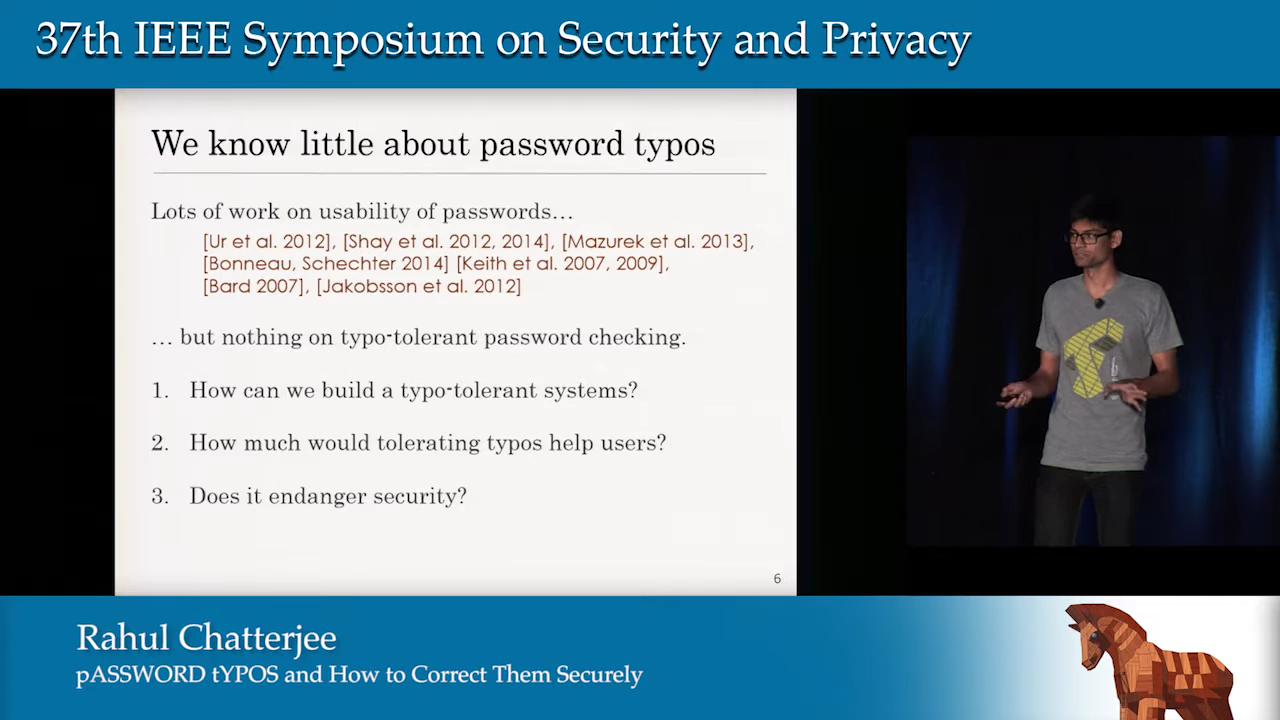 37th IEEE Symposium on Security and Privacy
We know little about password typos
Lots of work on usability of passwords…
[Ur et al. 2012], [Shay et al. 2012, 2014], [Mazurek et al. 2013],
[Bonneau, Schechter 2014] [Keith et al. 2007, 2009],
[Bard 2007], [Jakobsson et al. 2012]
… but nothing on typo-tolerant password checking.
1. How can we build a typo-tolerant systems?
2. How much would tolerating typos help users?
3. Does it endanger security?
6
Rahul Chatterjee
pASSWORD tYPOS and How to Correct Them Securely